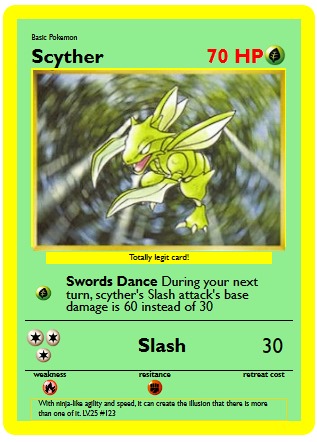 Basic Pokemon
Scyther
70 HP
Totally legit card!
Swords Dance During your next
turn, scyther's Slash attack's base
damage is 60 instead of 30
Slash
30
weakness
resitance
retreat cost
With ninja-like agility and speed, it can create the illusion that there is more
than one of it. LV.25 #123